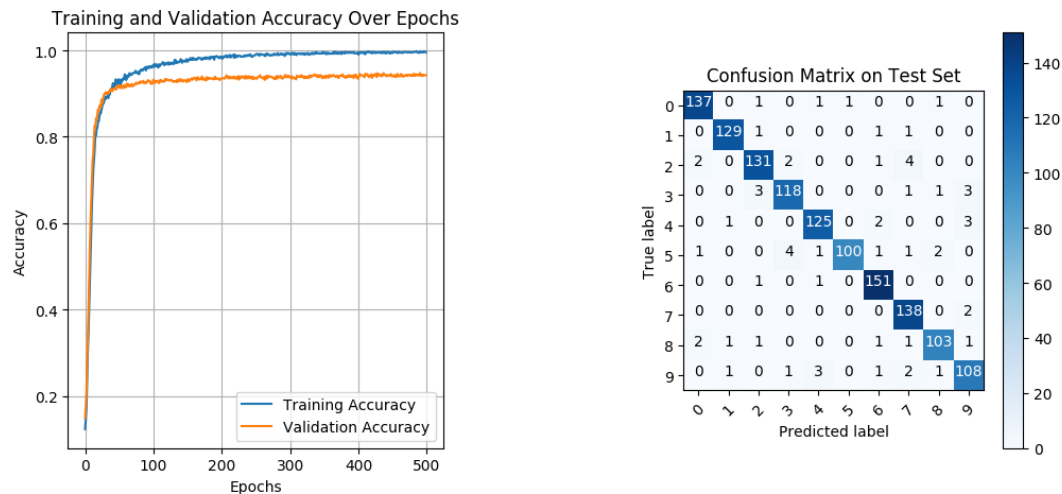 Training and Validation Accuracy Over Epochs
1.0
0.8
0.6
0.4
0.2
Accuracy
0 100 200 300 400 500
Epochs
Training Accuracy
Validation Accuracy
Confusion Matrix on Test Set
True label
0 137 0 1 0 1 1 0 0 1 0
1 0 129 1 0 0 0 1 1 0 0
2 2 0 131 2 0 0 1 4 0 0
3 0 0 3 118 0 0 0 1 1 3
4 0 1 0 0 125 0 2 0 0 3
5 1 0 0 4 1 100 1 1 2 0
6 0 0 1 0 1 0 151 0 0 0
7 0 0 0 0 0 0 0 138 0 2
8 2 1 1 0 0 0 1 1 103 1
9 0 1 0 1 3 0 1 2 1 108
0 1 2 3 4 5 6 7 8 9
Predicted label
140
120
100
80
60
40
20
0